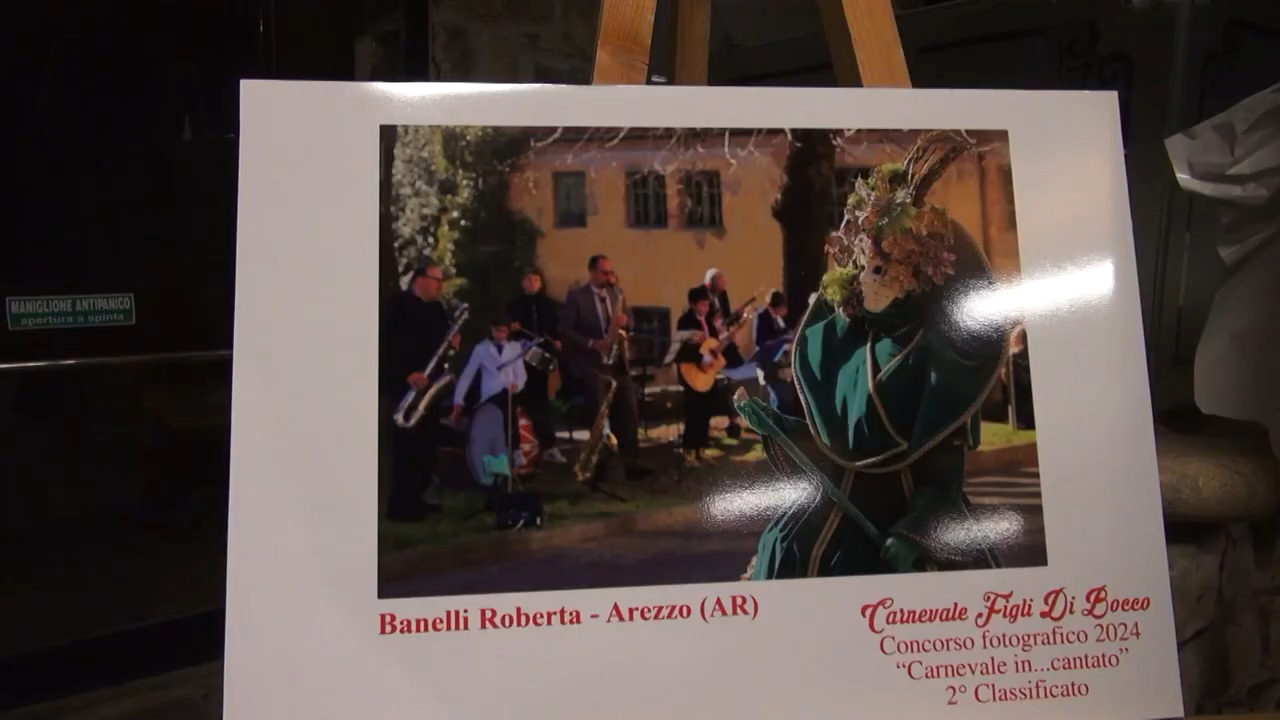 MANIGLIONE ANTIPANICO
apertura a spinta
Banelli Roberta - Arezzo (AR)
Carnevale Figli Di Bocco
Concorso fotografico 2024
“Carnevale in...cantato”
2° Classificato